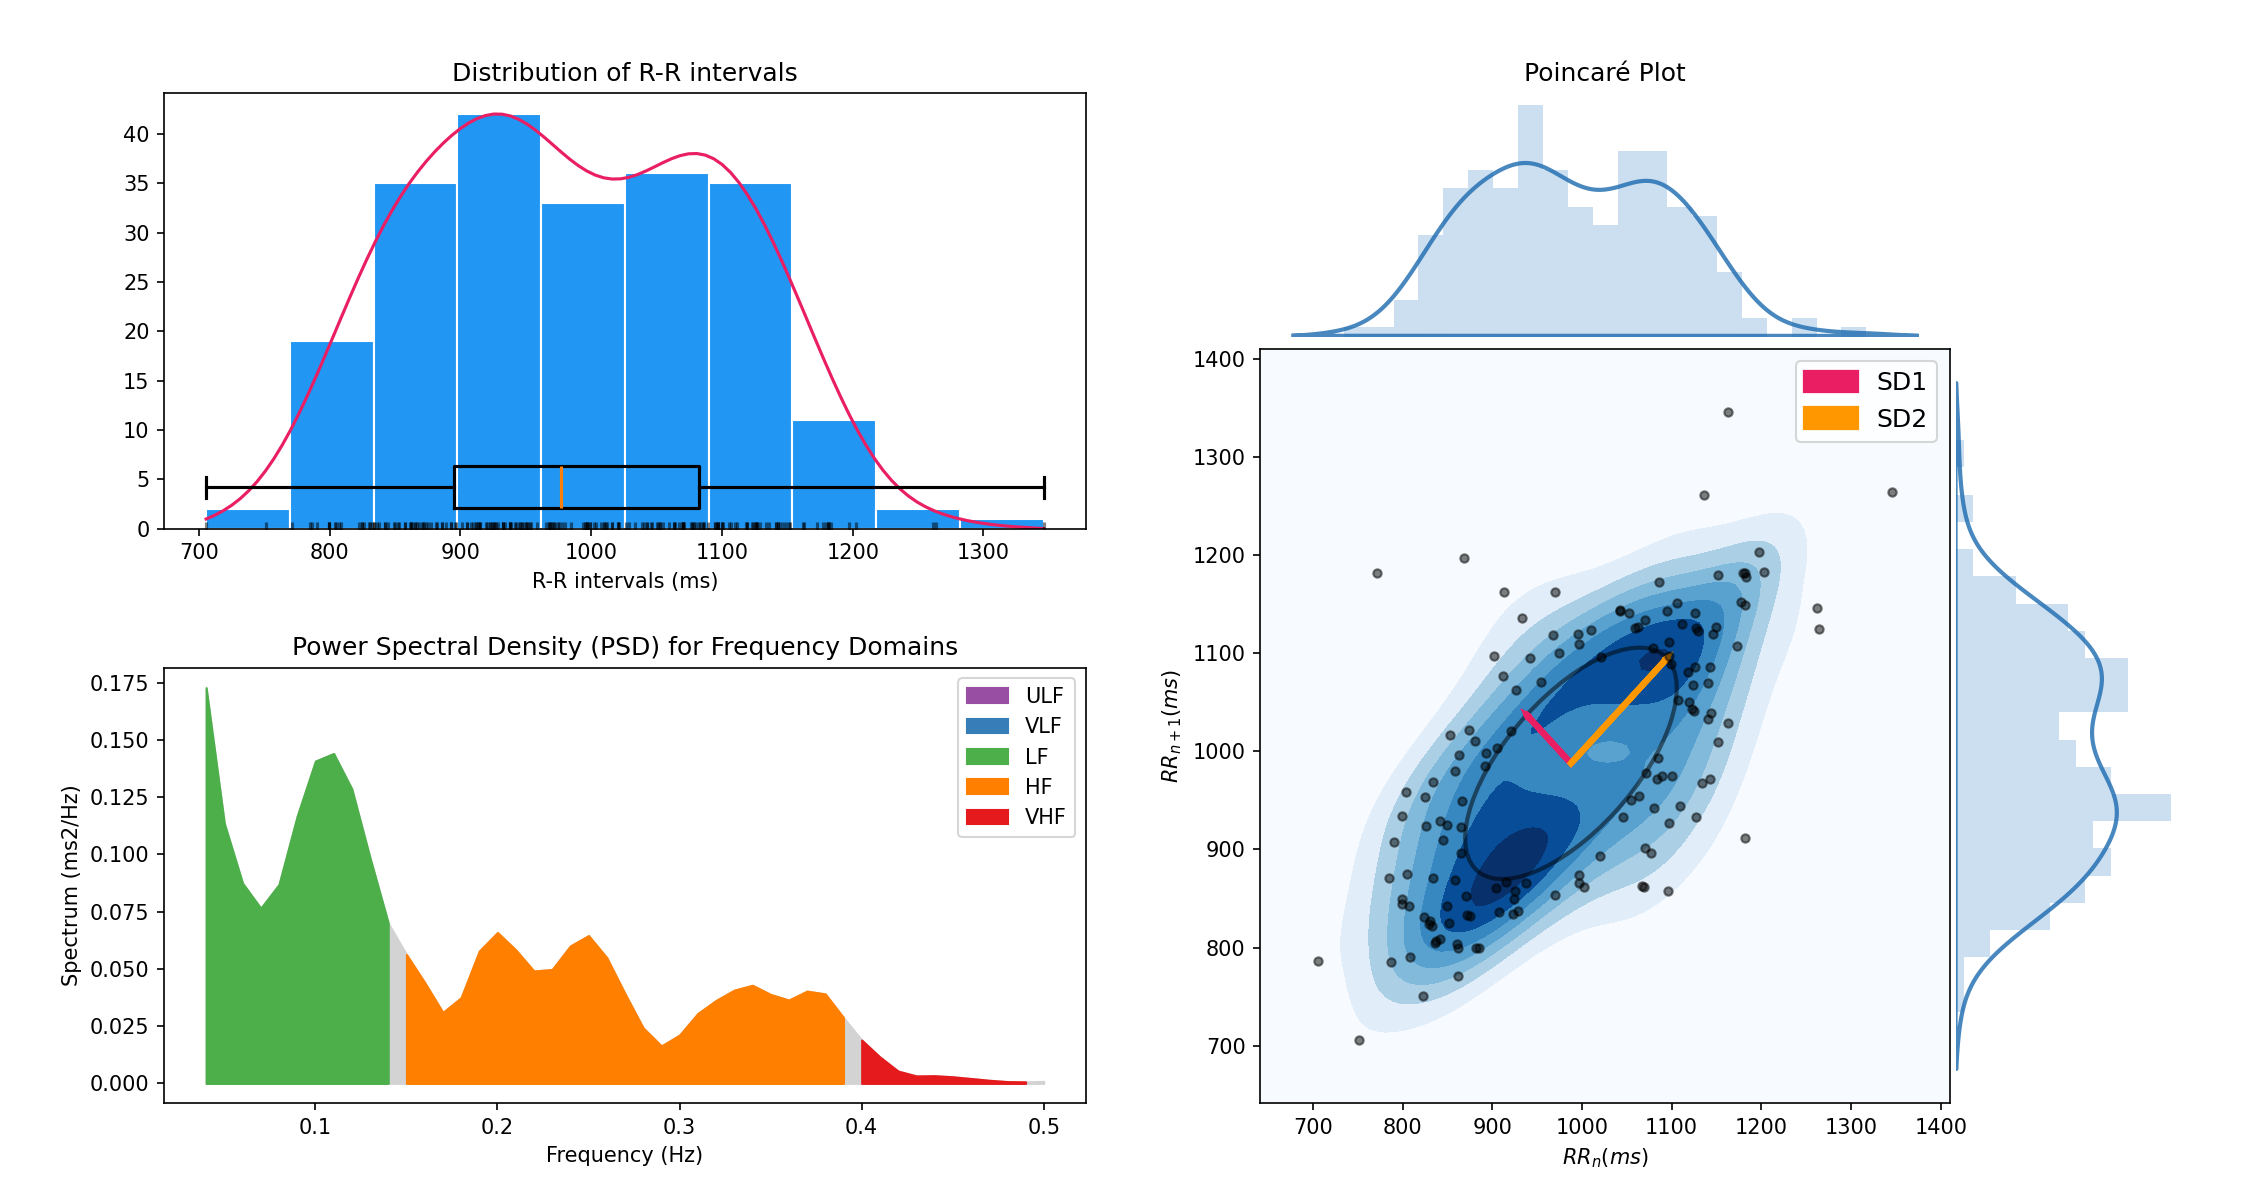 Distribution of R-R intervals
40
35
30
25
20
15
10
5
0
700 800 900 1000 1100 1200 1300
R-R intervals (ms)
Power Spectral Density (PSD) for Frequency Domains
Spectrum (ms2/Hz)
0.175
0.150
0.125
0.100
0.075
0.050
0.025
0.000
ULF
VLF
LF
HF
VHF
0.1 0.2 0.3 0.4 0.5
Frequency (Hz)
Poincaré Plot
RRn+1(ms)
1400
1300
1200
1100
1000
900
800
700
SD1
SD2
700 800 900 1000 1100 1200 1300 1400
RRn(ms)